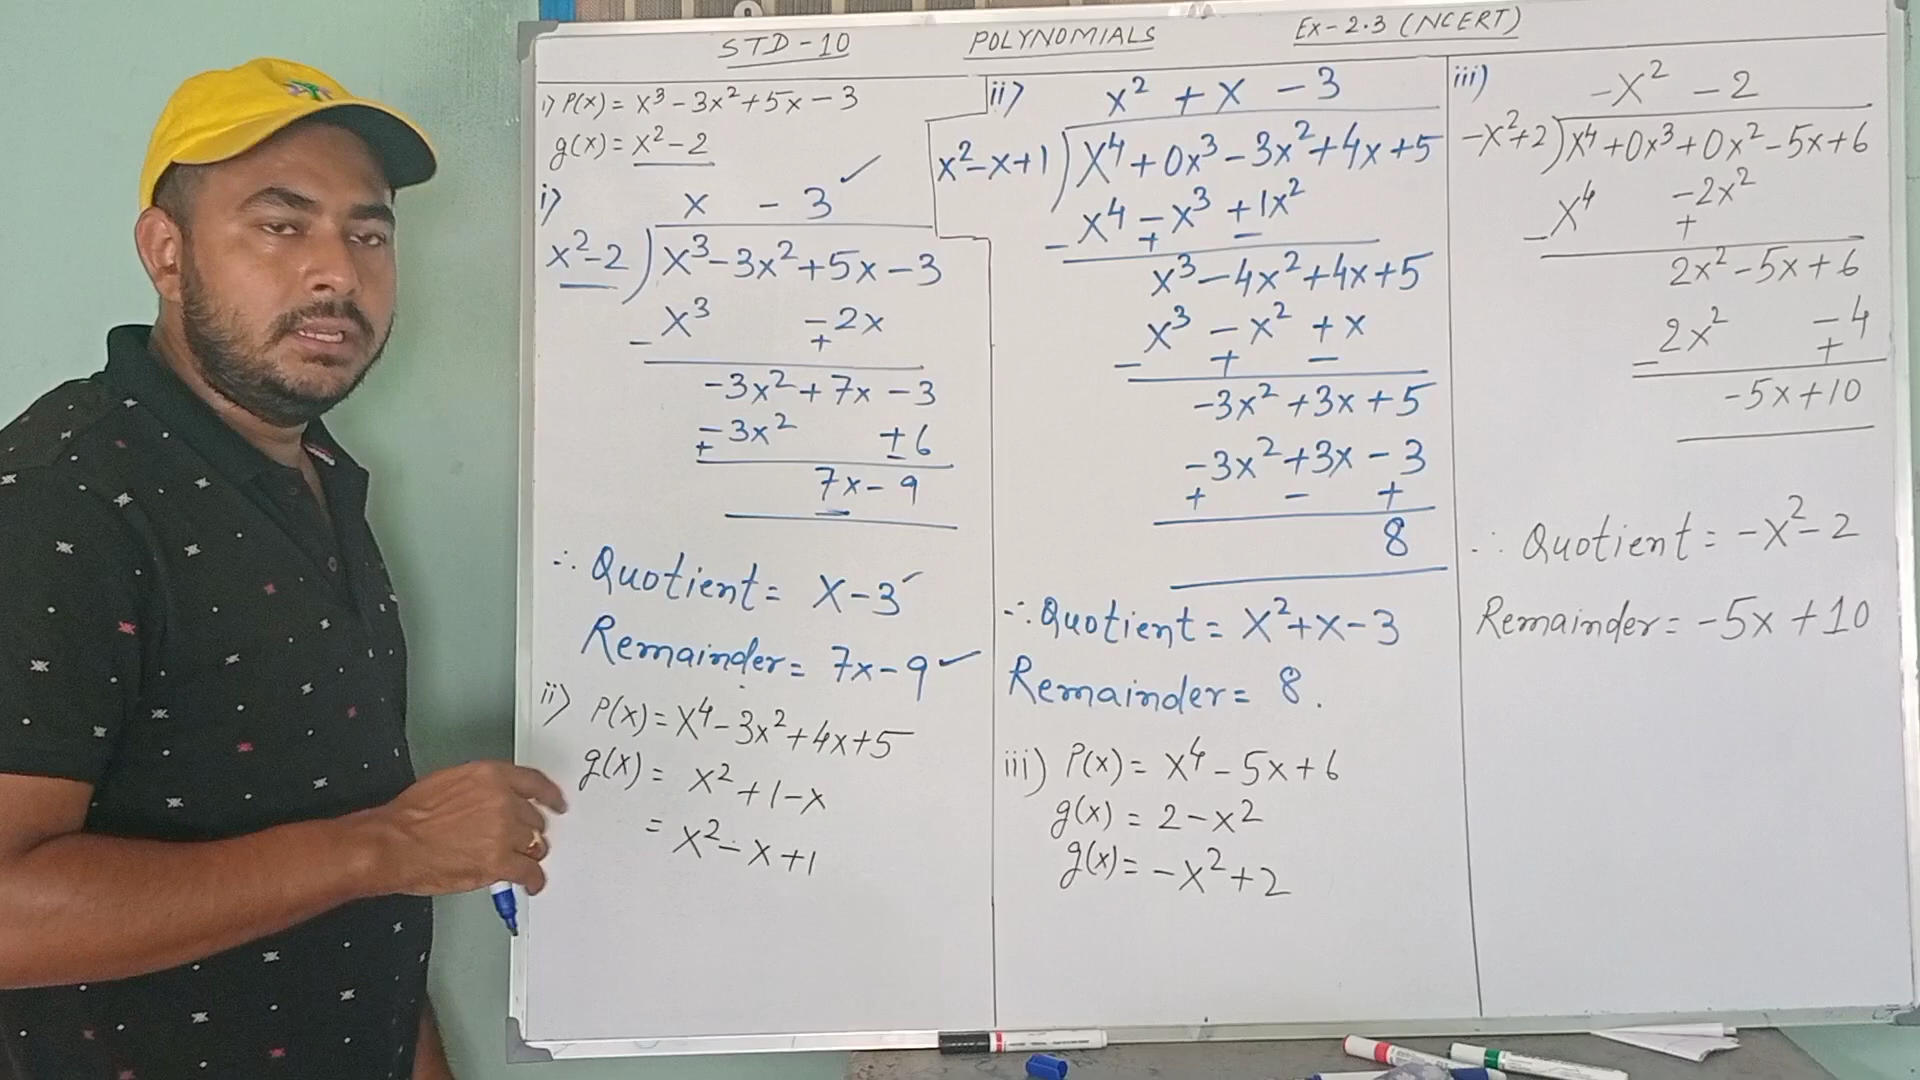 STD-10 POLYNOMIALS Ex-2.3 (NCERT)
i) P(x) = x³ - 3x² + 5x - 3
g(x) = x² - 2
i)
x - 3
x²-2 ) x³ - 3x² + 5x - 3
x³ - 2x
- +
-3x² + 7x - 3
-3x² + 6
+ -
7x - 9
∴ Quotient = x - 3
Remainder = 7x - 9
ii) P(x) = x⁴ - 3x² + 4x + 5
g(x) = x² + 1 - x
= x² - x + 1
ii)
x² + x - 3
x²-x+1 ) x⁴ + 0x³ - 3x² + 4x + 5
x⁴ - x³ + 1x²
- + -
x³ - 4x² + 4x + 5
x³ - x² + x
- + -
-3x² + 3x + 5
-3x² + 3x - 3
+ - +
8
∴ Quotient = x² + x - 3
Remainder = 8.
iii) P(x) = x⁴ - 5x + 6
g(x) = 2 - x²
g(x) = -x² + 2
iii)
-x² - 2
-x²+2 ) x⁴ + 0x³ + 0x² - 5x + 6
x⁴ - 2x²
- +
2x² - 5x + 6
2x² - 4
- +
-5x + 10
∴ Quotient = -x² - 2
Remainder = -5x + 10